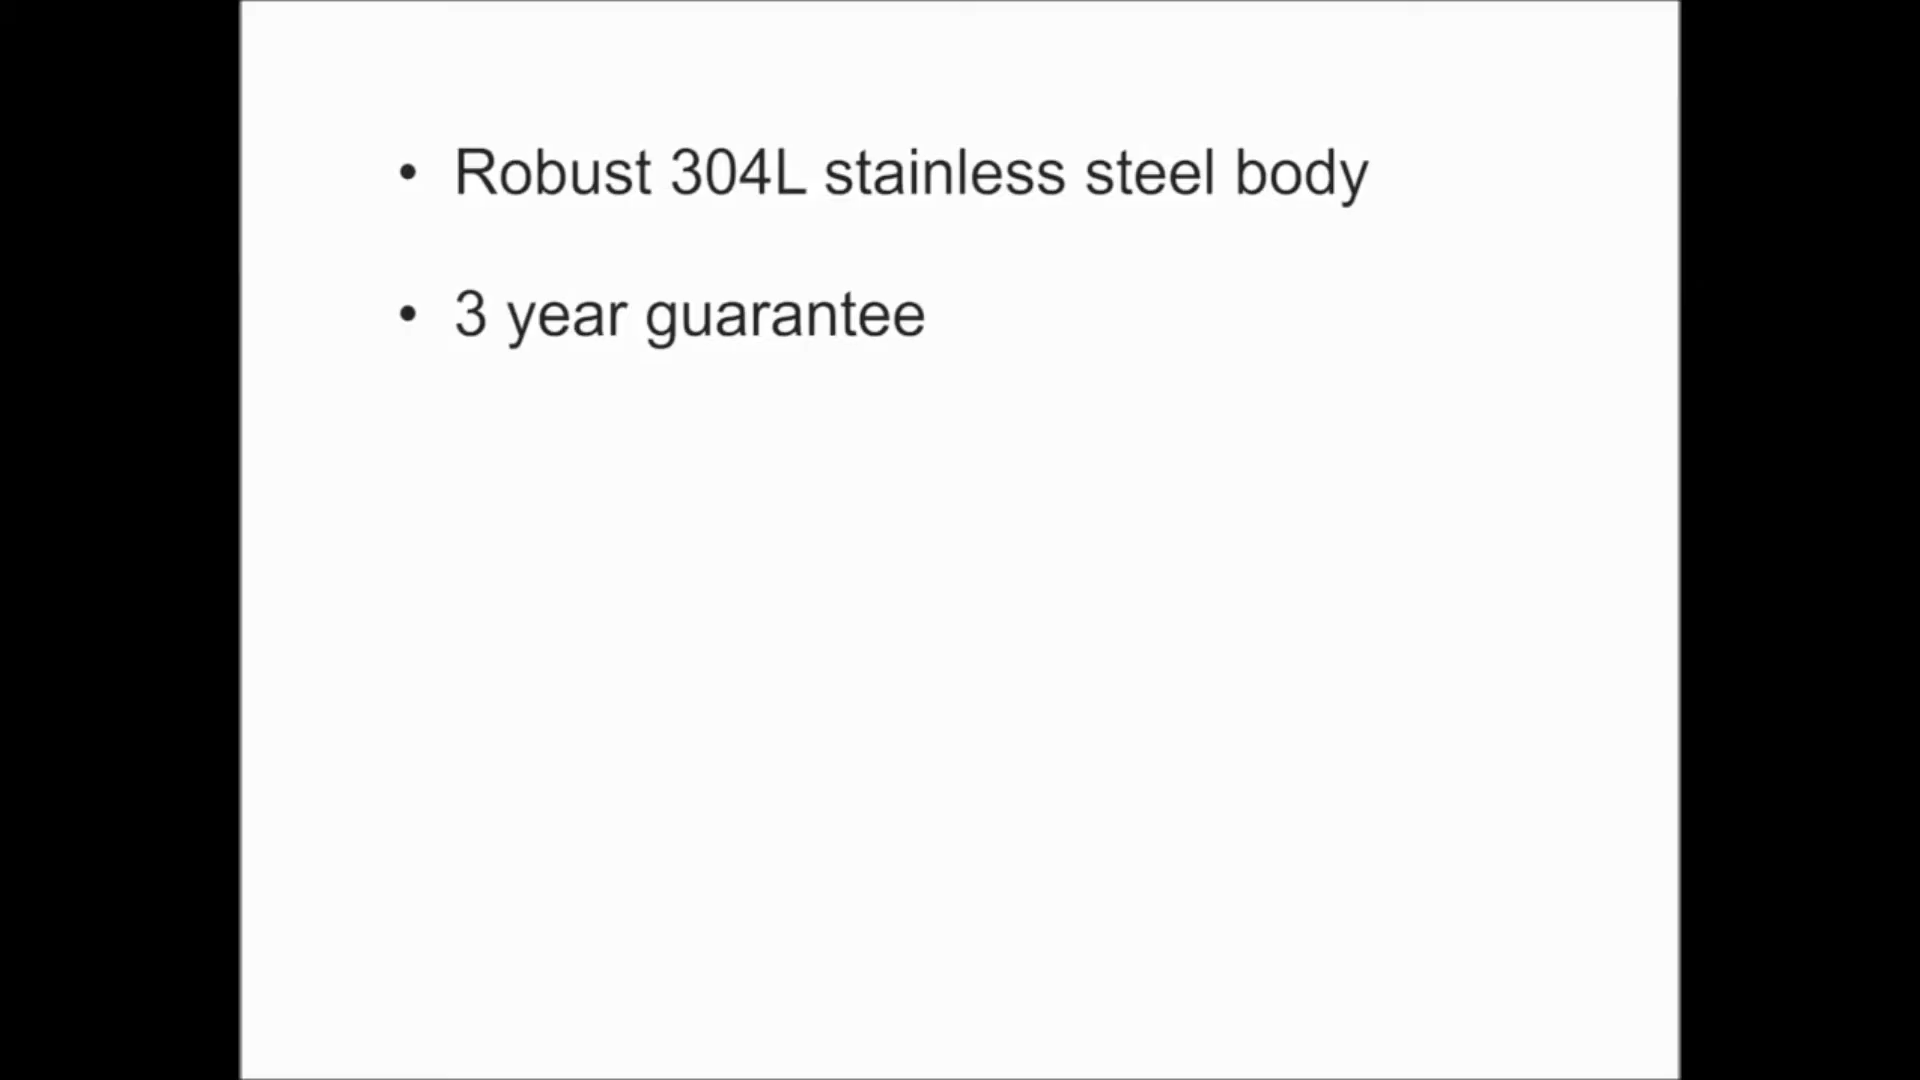 • Robust 304L stainless steel body
• 3 year guarantee